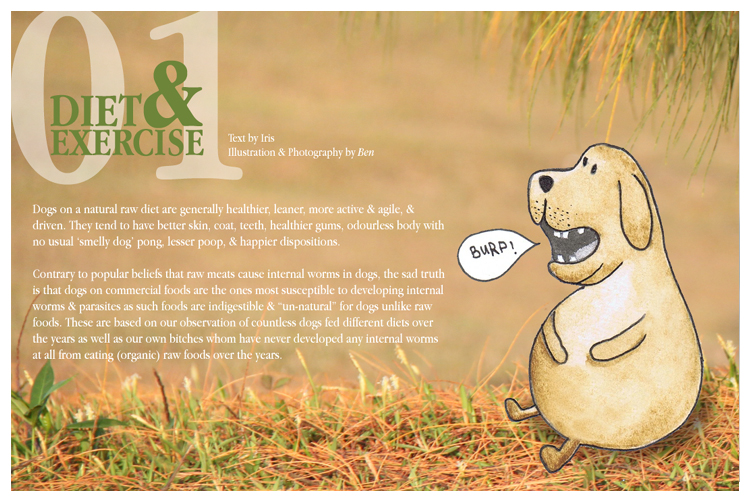 01
DIET &
EXERCISE
Text by Iris
Illustration & Photography by Ben
Dogs on a natural raw diet are generally healthier, leaner, more active & agile, &
driven. They tend to have better skin, coat, teeth, healthier gums, odourless body with
no usual ‘smelly dog’ pong, lesser poop, & happier dispositions.
Contrary to popular beliefs that raw meats cause internal worms in dogs, the sad truth
is that dogs on commercial foods are the ones most susceptible to developing internal
worms & parasites as such foods are indigestible & “un-natural” for dogs unlike raw
foods. These are based on our observation of countless dogs fed different diets over
the years as well as our own bitches whom have never developed any internal worms
at all from eating (organic) raw foods over the years.
BURP!